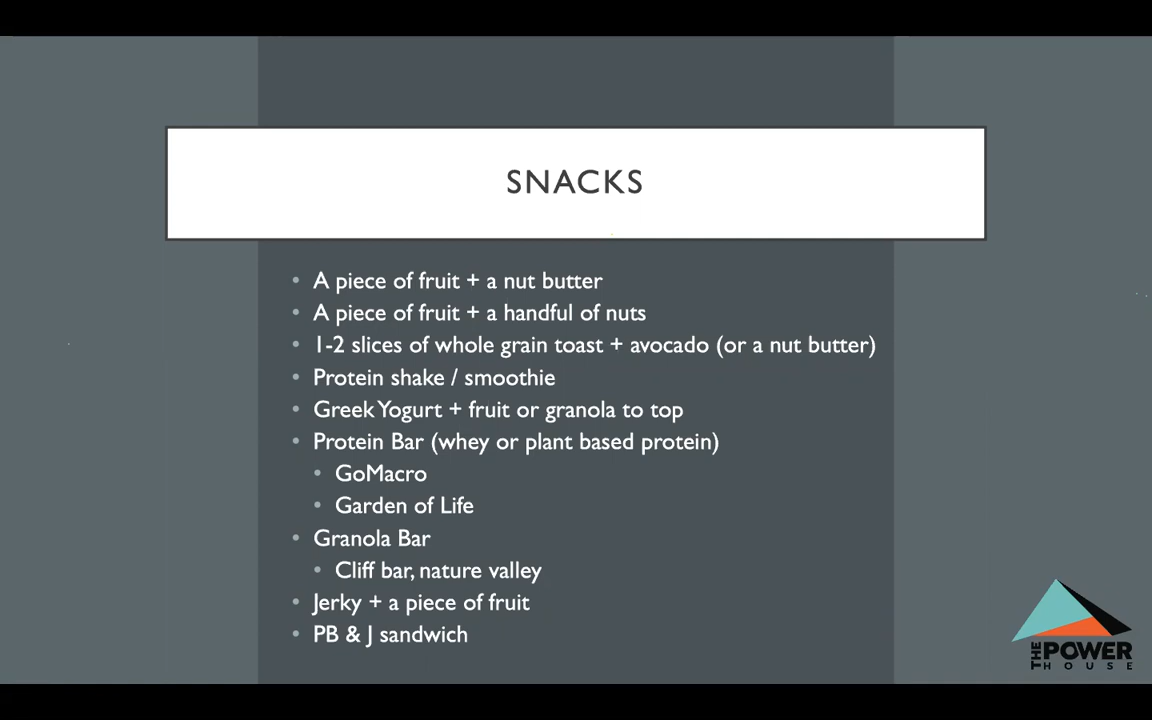 SNACKS
• A piece of fruit + a nut butter
• A piece of fruit + a handful of nuts
• 1-2 slices of whole grain toast + avocado (or a nut butter)
• Protein shake / smoothie
• Greek Yogurt + fruit or granola to top
• Protein Bar (whey or plant based protein)
• GoMacro
• Garden of Life
• Granola Bar
• Cliff bar, nature valley
• Jerky + a piece of fruit
• PB & J sandwich
THE POWER
HOUSE